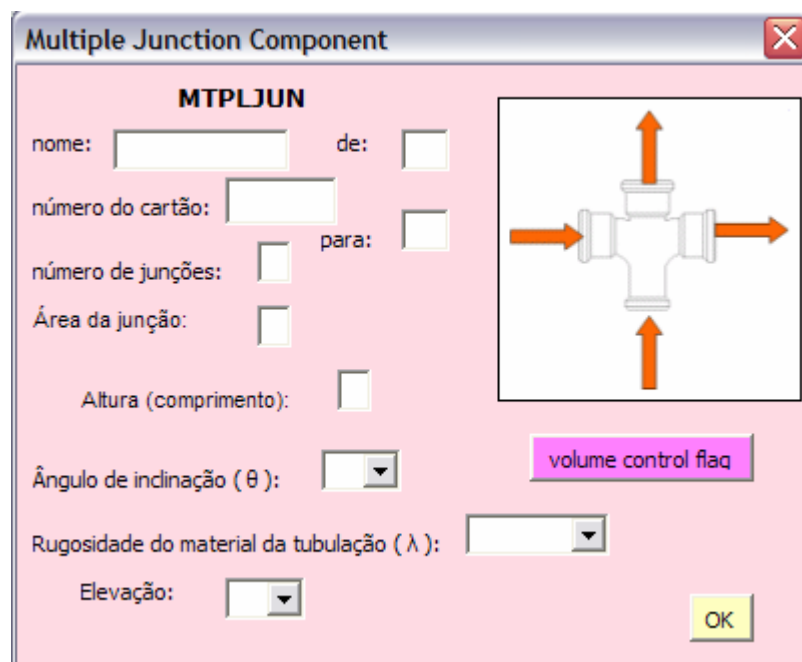 Multiple Junction Component
MTPLJUN
nome:
de:
número do cartão:
para:
número de junções:
Área da junção:
Altura (comprimento):
volume control flag
Ângulo de inclinação ( θ ):
Rugosidade do material da tubulação ( λ ):
Elevação:
OK